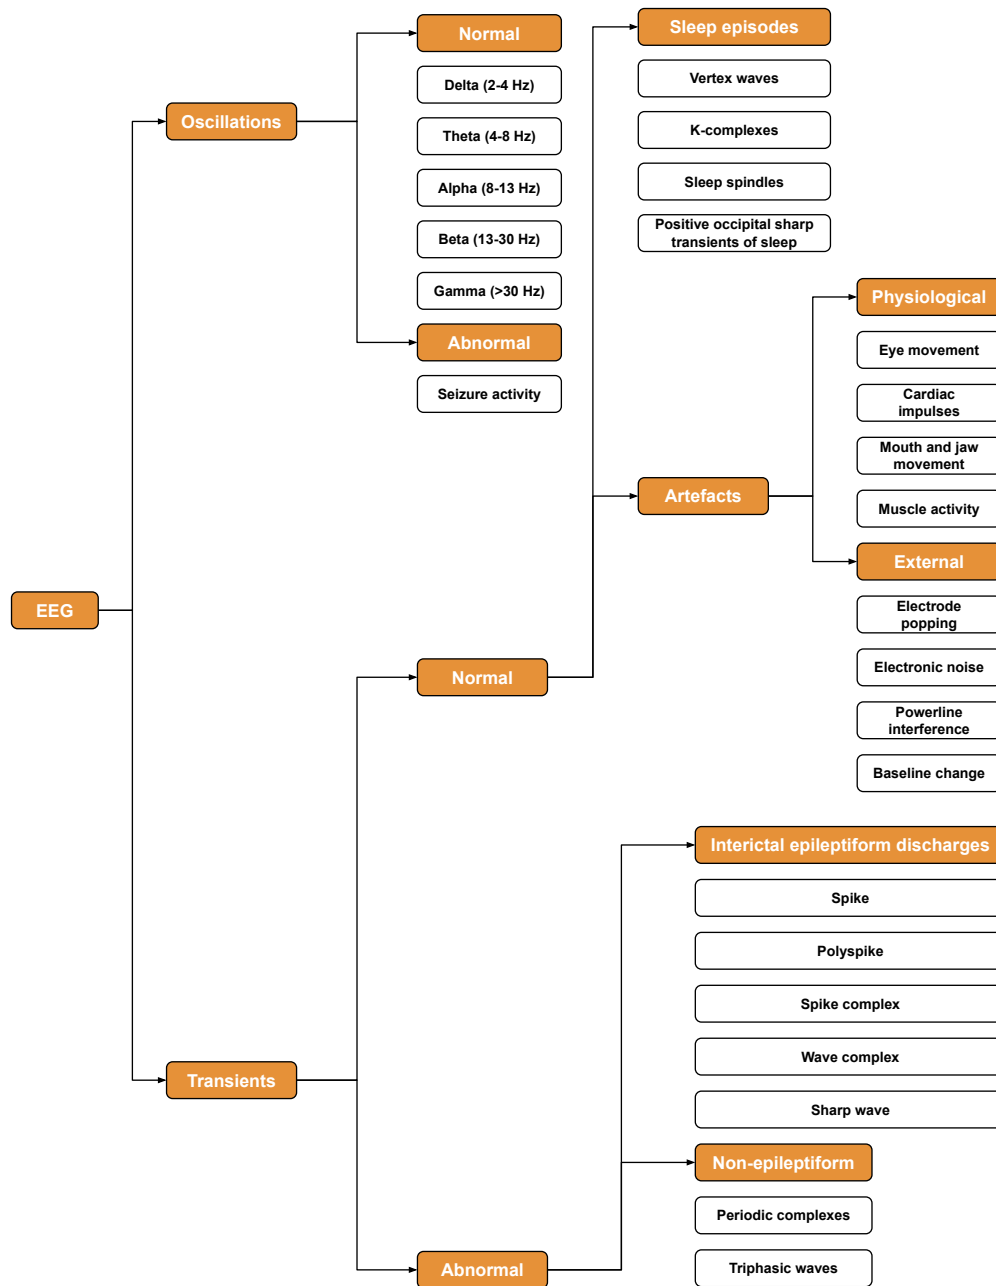 EEG
Oscillations
Normal
Delta (2-4 Hz)
Theta (4-8 Hz)
Alpha (8-13 Hz)
Beta (13-30 Hz)
Gamma (>30 Hz)
Abnormal
Seizure activity
Transients
Normal
Sleep episodes
Vertex waves
K-complexes
Sleep spindles
Positive occipital sharp
transients of sleep
Artefacts
Physiological
Eye movement
Cardiac
impulses
Mouth and jaw
movement
Muscle activity
External
Electrode
popping
Electronic noise
Powerline
interference
Baseline change
Abnormal
Interictal epileptiform discharges
Spike
Polyspike
Spike complex
Wave complex
Sharp wave
Non-epileptiform
Periodic complexes
Triphasic waves